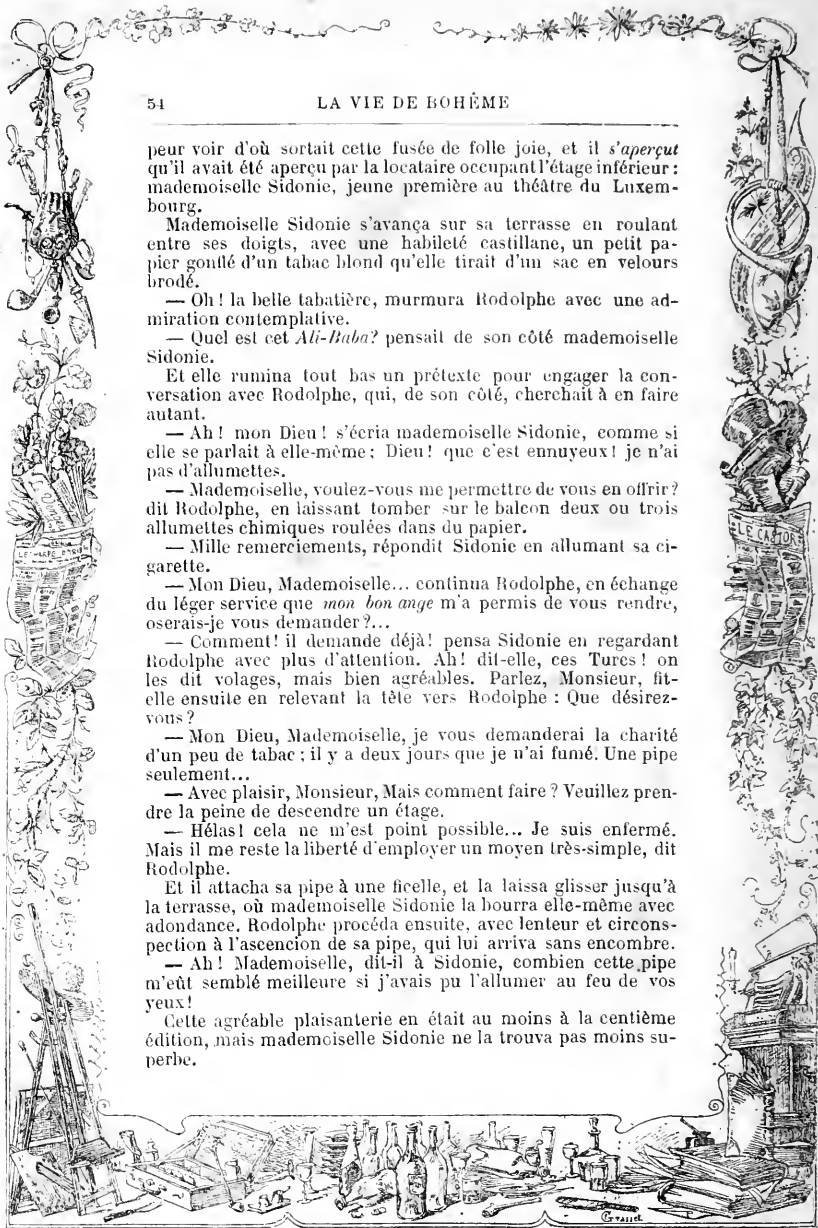 54 LA VIE DE BOHÊME
peur voir d'où sortait cette fusée de folle joie, et il s'aperçut
qu'il avait été aperçu par la locataire occupant l'étage inférieur :
mademoiselle Sidonie, jeune première au théâtre du Luxem-
bourg.
Mademoiselle Sidonie s'avança sur sa terrasse en roulant
entre ses doigts, avec une habileté castillane, un petit pa-
pier gonflé d'un tabac blond qu'elle tirait d'un sac en velours
brodé.
— Oh ! la belle tabatière, murmura Rodolphe avec une ad-
miration contemplative.
— Quel est cet Ali-Baba ? pensait de son côté mademoiselle
Sidonie.
Et elle rumina tout bas un prétexte pour engager la con-
versation avec Rodolphe, qui, de son côté, cherchait à en faire
autant.
— Ah ! mon Dieu ! s'écria mademoiselle Sidonie, comme si
elle se parlait à elle-même ; Dieu ! que c'est ennuyeux ! je n'ai
pas d'allumettes.
— Mademoiselle, voulez-vous me permettre de vous en offrir ?
dit Rodolphe, en laissant tomber sur le balcon deux ou trois
allumettes chimiques roulées dans du papier.
— Mille remerciements, répondit Sidonie en allumant sa ci-
garette.
— Mon Dieu, Mademoiselle... continua Rodolphe, en échange
du léger service que mon bon ange m'a permis de vous rendre,
oserais-je vous demander ?...
— Comment ! il demande déjà ! pensa Sidonie en regardant
Rodolphe avec plus d'attention. Ah ! dit-elle, ces Turcs ! on
les dit volages, mais bien agréables. Parlez, Monsieur, fit-
elle ensuite en relevant la tête vers Rodolphe : Que désirez-
vous ?
— Mon Dieu, Mademoiselle, je vous demanderai la charité
d'un peu de tabac ; il y a deux jours que je n'ai fumé. Une pipe
seulement...
— Avec plaisir, Monsieur, Mais comment faire ? Veuillez pren-
dre la peine de descendre un étage.
— Hélas ! cela ne m'est point possible... Je suis enfermé.
Mais il me reste la liberté d'employer un moyen très-simple, dit
Rodolphe.
Et il attacha sa pipe à une ficelle, et la laissa glisser jusqu'à
la terrasse, où mademoiselle Sidonie la bourra elle-même avec
adondance. Rodolphe procéda ensuite, avec lenteur et circons-
pection à l'ascencion de sa pipe, qui lui arriva sans encombre.
— Ah ! Mademoiselle, dit-il à Sidonie, combien cette pipe
m'eût semblé meilleure si j'avais pu l'allumer au feu de vos
yeux !
Cette agréable plaisanterie en était au moins à la centième
édition, mais mademoiselle Sidonie ne la trouva pas moins su-
perbe.
LE CASTOR
Grasset